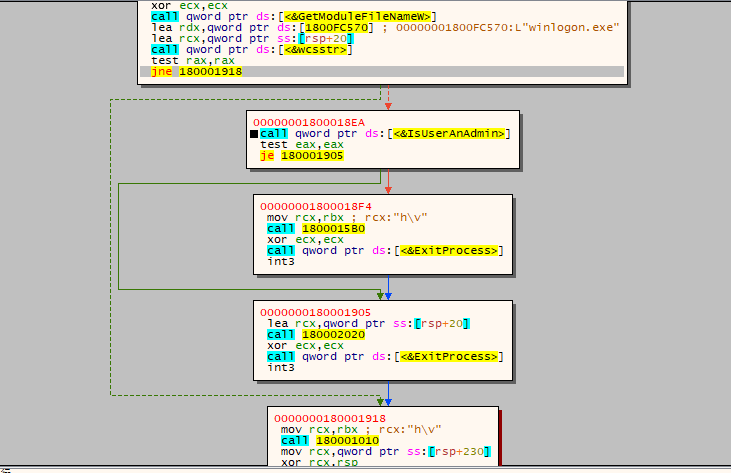 xor ecx,ecx
call qword ptr ds:[<&GetModuleFileNameW>]
lea rdx,qword ptr ds:[1800FC570] ; 00000001800FC570:L"winlogon.exe"
lea rcx,qword ptr ss:[rsp+20]
call qword ptr ds:[<&wcsstr>]
test rax,rax
jne 180001918
00000001800018EA
call qword ptr ds:[<&IsUserAnAdmin>]
test eax,eax
je 180001905
00000001800018F4
mov rcx,rbx ; rcx:"h\v"
call 1800015B0
xor ecx,ecx
call qword ptr ds:[<&ExitProcess>]
int3
0000000180001905
lea rcx,qword ptr ss:[rsp+20]
call 180002020
xor ecx,ecx
call qword ptr ds:[<&ExitProcess>]
int3
0000000180001918
mov rcx,rbx ; rcx:"h\v"
call 180001010
mov rcx,qword ptr ss:[rsp+230]
xor rcx,rsp